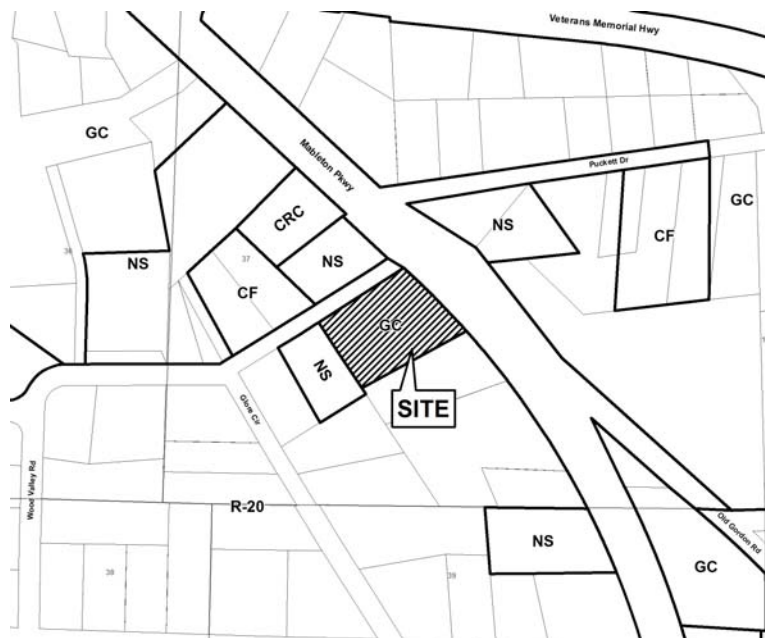 Veterans Memorial Hwy
GC
Mableton Pkwy
Puckett Dr
CRC
NS
GC
36
37
NS
NS
CF
CF
GC
NS
SITE
Glore Cir
Wood Valley Rd
R-20
Old Gordon Rd
NS
GC
38
39